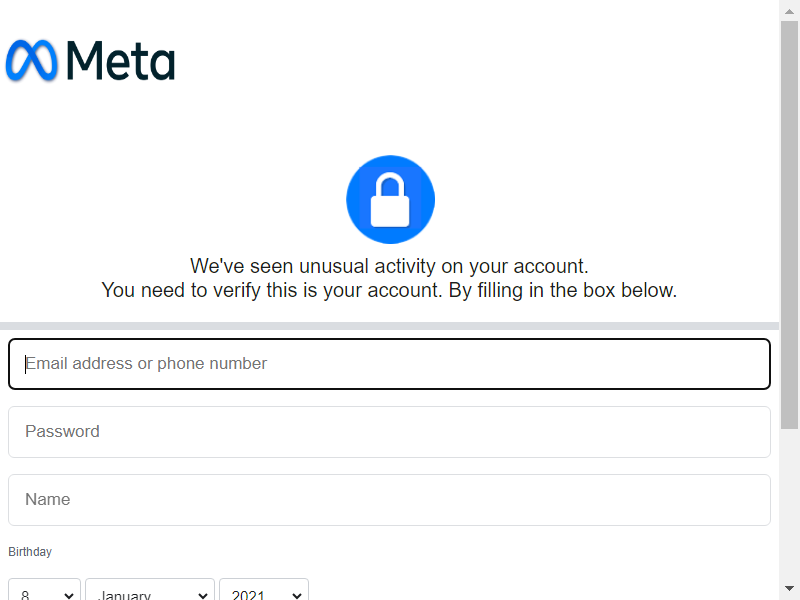 Meta
We've seen unusual activity on your account.
You need to verify this is your account. By filling in the box below.
Email address or phone number
Password
Name
Birthday
8 January 2021